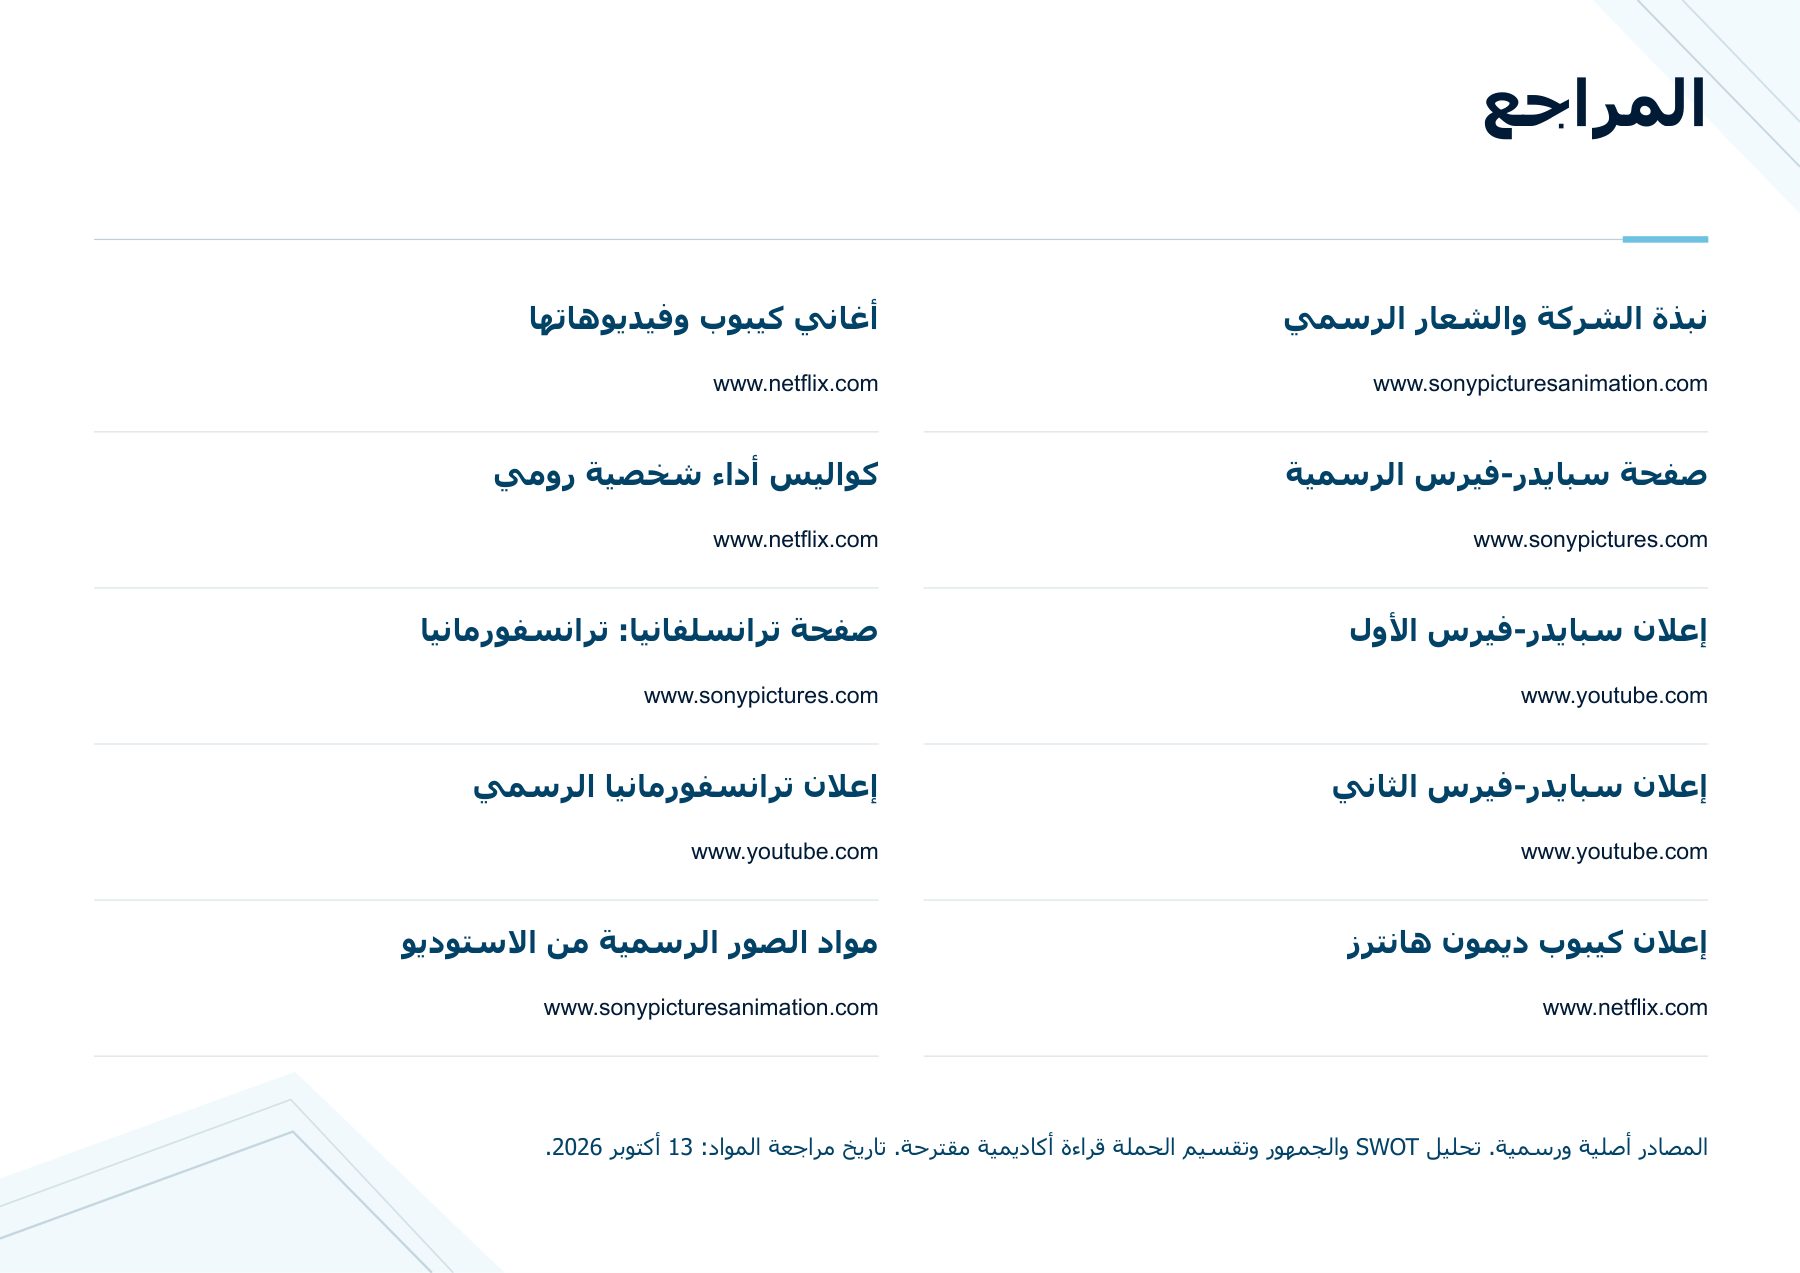 المراجع
نبذة الشركة والشعار الرسمي
www.sonypicturesanimation.com
صفحة سبايدر-فيرس الرسمية
www.sonypictures.com
إعلان سبايدر-فيرس الأول
www.youtube.com
إعلان سبايدر-فيرس الثاني
www.youtube.com
إعلان كيبوب ديمون هانترز
www.netflix.com
أغاني كيبوب وفيديوهاتها
www.netflix.com
كواليس أداء شخصية رومي
www.netflix.com
صفحة ترانسلفانيا: ترانسفورمانيا
www.sonypictures.com
إعلان ترانسفورمانيا الرسمي
www.youtube.com
مواد الصور الرسمية من الاستوديو
www.sonypicturesanimation.com
المصادر أصلية ورسمية. تحليل SWOT والجمهور وتقسيم الحملة قراءة أكاديمية مقترحة. تاريخ مراجعة المواد: 13 أكتوبر 2026.